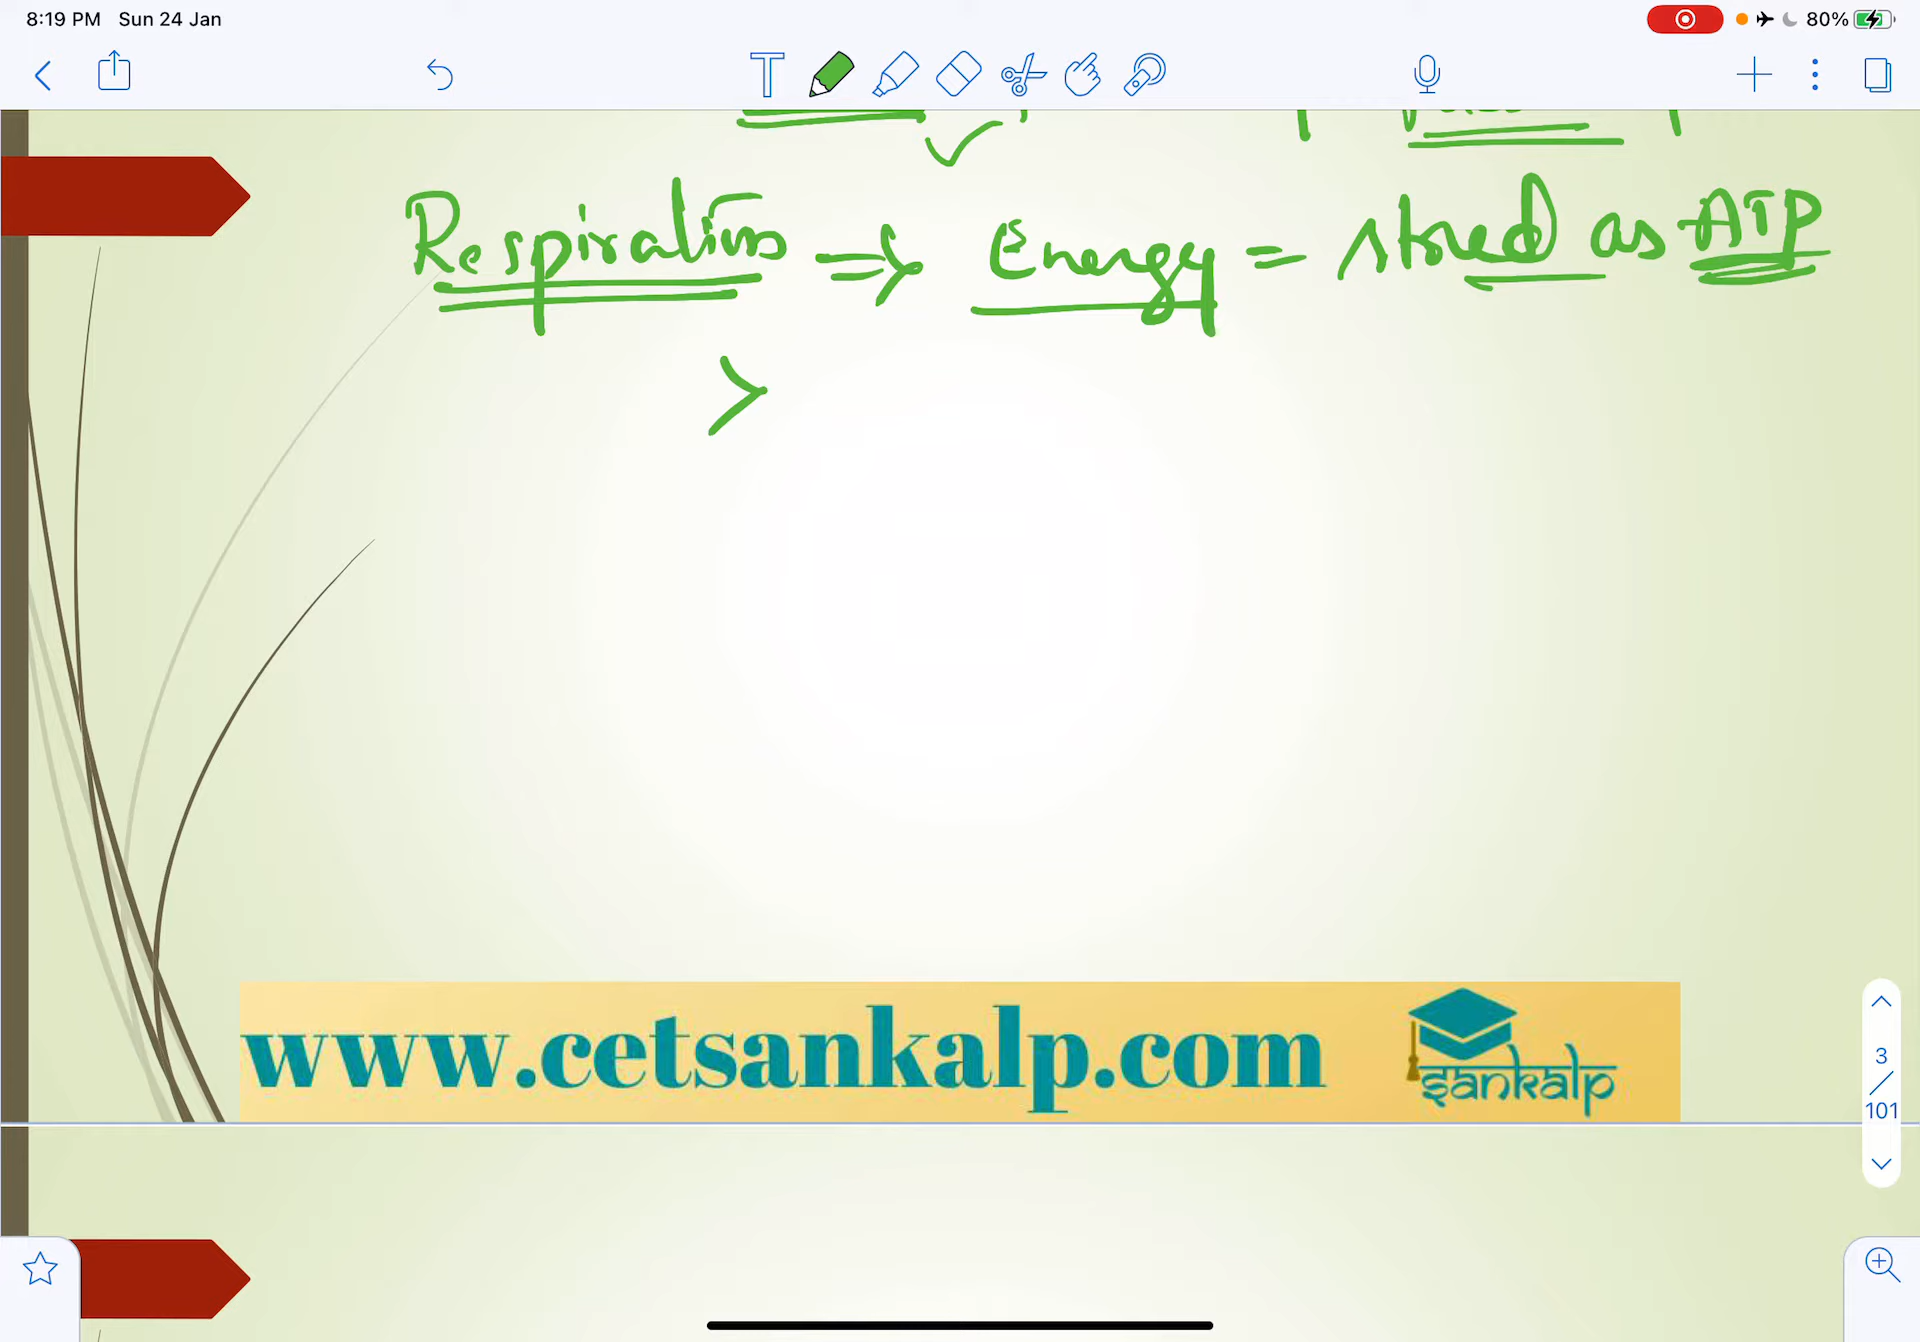 8:19 PM Sun 24 Jan
80%
T
Respiration ⇒ Energy = stored as ATP
>
www.cetsankalp.com
sankalp
3
/
101